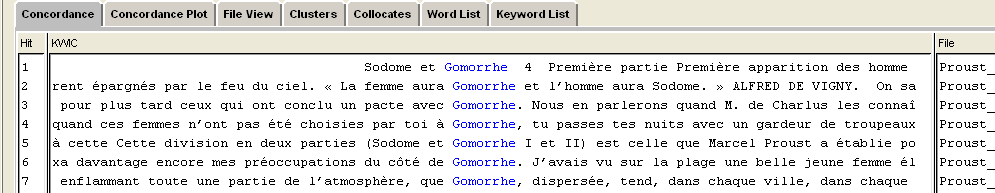 Concordance Concordance Plot File View Clusters Collocates Word List Keyword List
Hit KWIC File
1 Sodome et Gomorrhe 4 Première partie Première apparition des homme Proust_
2 rent épargnés par le feu du ciel. « La femme aura Gomorrhe et l’homme aura Sodome. » ALFRED DE VIGNY. On sa Proust_
3 pour plus tard ceux qui ont conclu un pacte avec Gomorrhe. Nous en parlerons quand M. de Charlus les connaî Proust_
4 quand ces femmes n’ont pas été choisies par toi à Gomorrhe, tu passes tes nuits avec un gardeur de troupeaux Proust_
5 à cette Cette division en deux parties (Sodome et Gomorrhe I et II) est celle que Marcel Proust a établie po Proust_
6 xa davantage encore mes préoccupations du côté de Gomorrhe. J’avais vu sur la plage une belle jeune femme él Proust_
7 enflammant toute une partie de l’atmosphère, que Gomorrhe, dispersée, tend, dans chaque ville, dans chaque Proust_